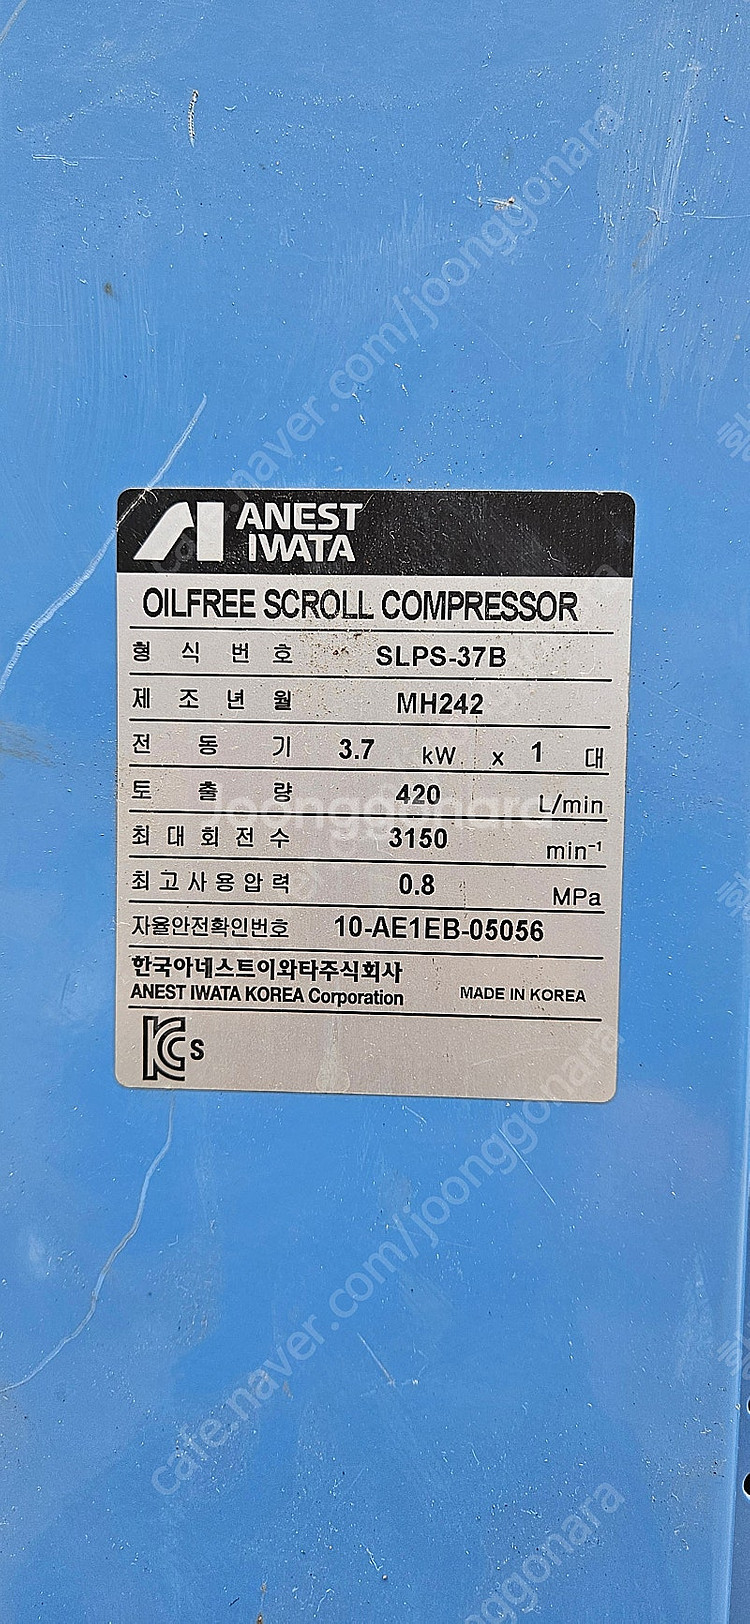 cafe.naver.com/joonggonara
ANEST
IWATA
OILFREE SCROLL COMPRESSOR
형 식 번 호 SLPS-37B
제 조 년 월 MH242
전 동 기 3.7 kW x 1 대
토 출 량 420 L/min
joonggonara
최 대 회 전 수 3150 min⁻¹
최 고 사 용 압 력 0.8 MPa
자율안전확인번호 10-AE1EB-05056
한국아네스트이와타주식회사
ANEST IWATA KOREA Corporation MADE IN KOREA
KCs
cafe.naver.com/joonggonara
joonggonara